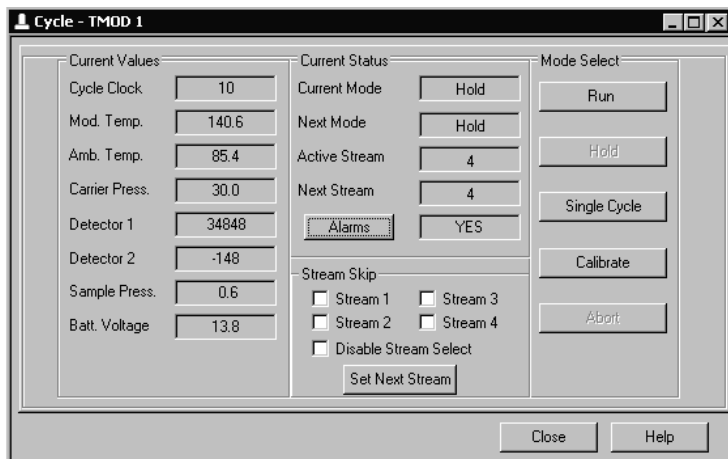 Cycle - TMOD 1
Current Values
Cycle Clock 10
Mod. Temp. 140.6
Amb. Temp. 85.4
Carrier Press. 30.0
Detector 1 34848
Detector 2 -148
Sample Press. 0.6
Batt. Voltage 13.8
Current Status
Current Mode Hold
Next Mode Hold
Active Stream 4
Next Stream 4
Alarms YES
Stream Skip
Stream 1 Stream 3
Stream 2 Stream 4
Disable Stream Select
Set Next Stream
Mode Select
Run
Hold
Single Cycle
Calibrate
Abort
Close Help